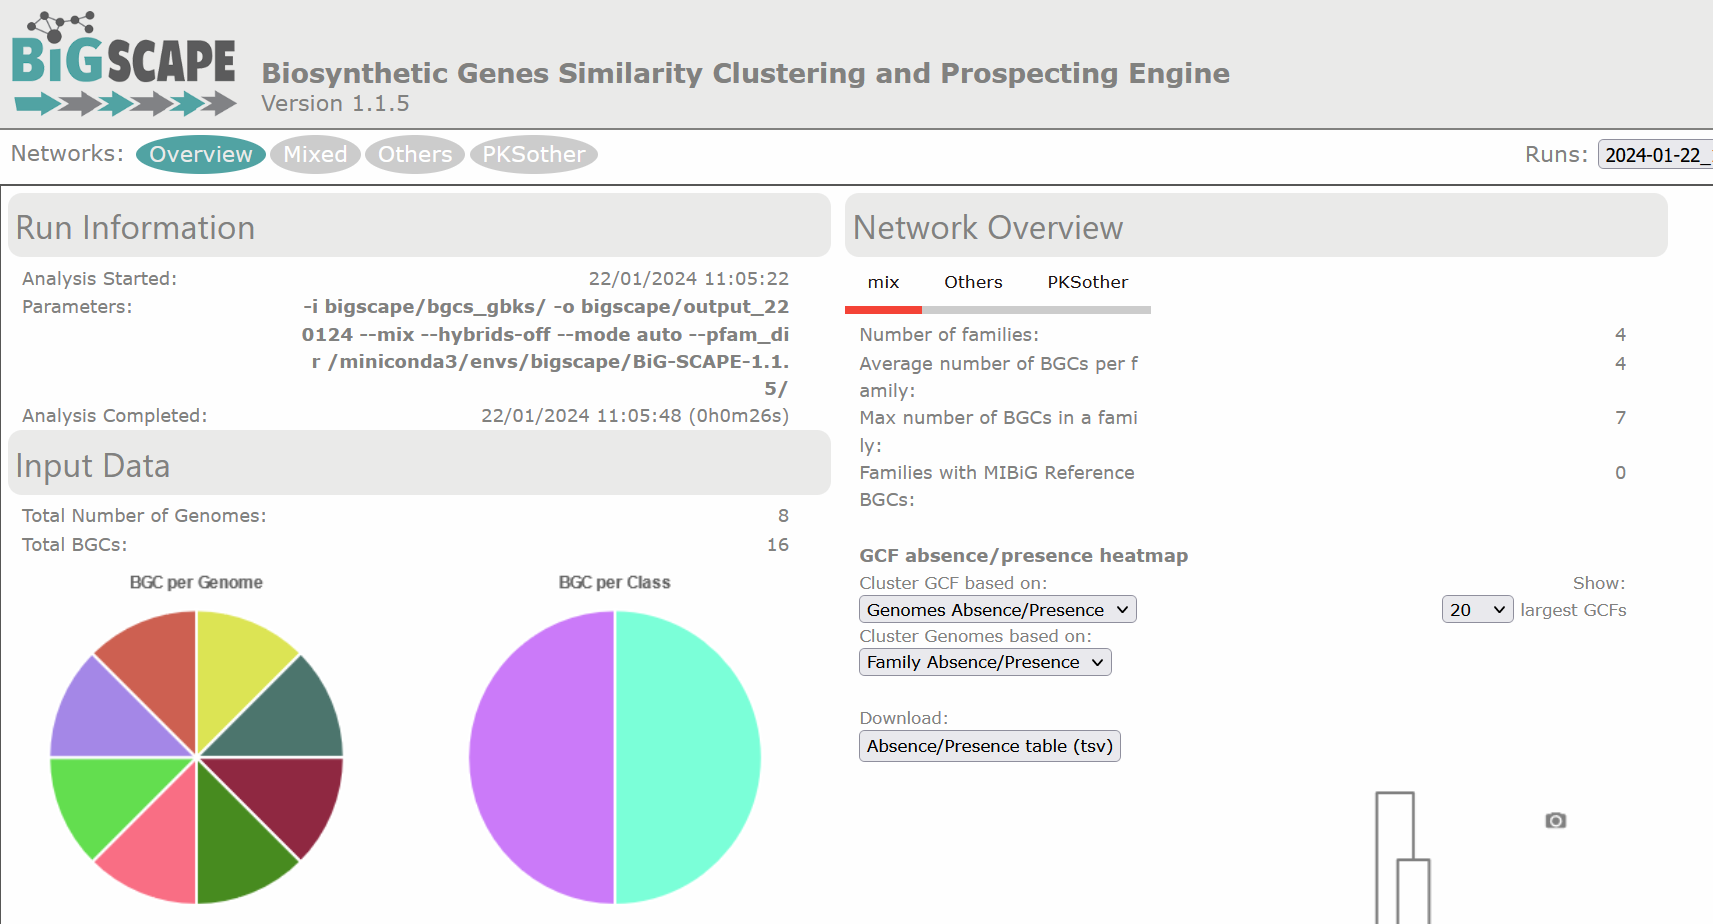 BiGSCAPE
Biosynthetic Genes Similarity Clustering and Prospecting Engine
Version 1.1.5
Networks: Overview Mixed Others PKSother
Runs: 2024-01-22_
Run Information
Analysis Started: 22/01/2024 11:05:22
Parameters: -i bigscape/bgcs_gbks/ -o bigscape/output_22
0124 --mix --hybrids-off --mode auto --pfam_di
r /miniconda3/envs/bigscape/BiG-SCAPE-1.1.
5/
Analysis Completed: 22/01/2024 11:05:48 (0h0m26s)
Input Data
Total Number of Genomes: 8
Total BGCs: 16
BGC per Genome
BGC per Class
Network Overview
mix Others PKSother
Number of families: 4
Average number of BGCs per f 4
amily:
Max number of BGCs in a fami 7
ly:
Families with MIBiG Reference 0
BGCs:
GCF absence/presence heatmap
Cluster GCF based on: Show:
Genomes Absence/Presence 20 largest GCFs
Cluster Genomes based on:
Family Absence/Presence
Download:
Absence/Presence table (tsv)